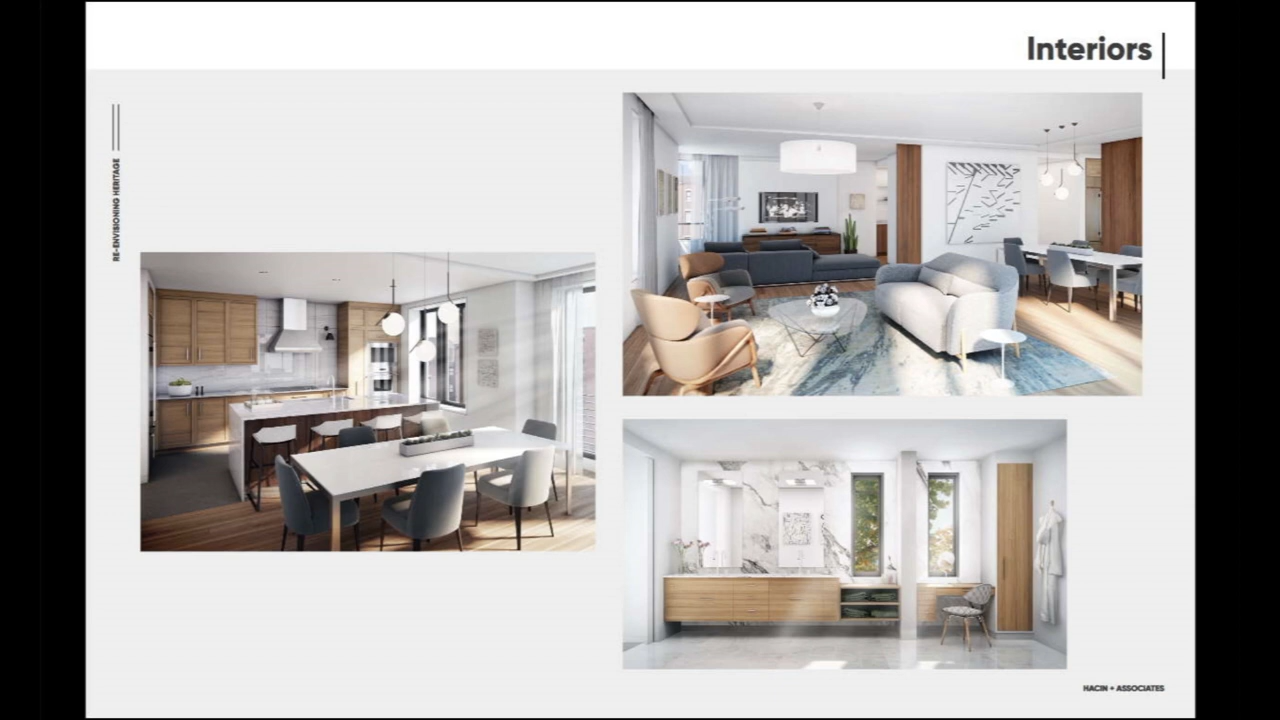 Interiors
RE-ENVISIONING HERITAGE
HACIN + ASSOCIATES